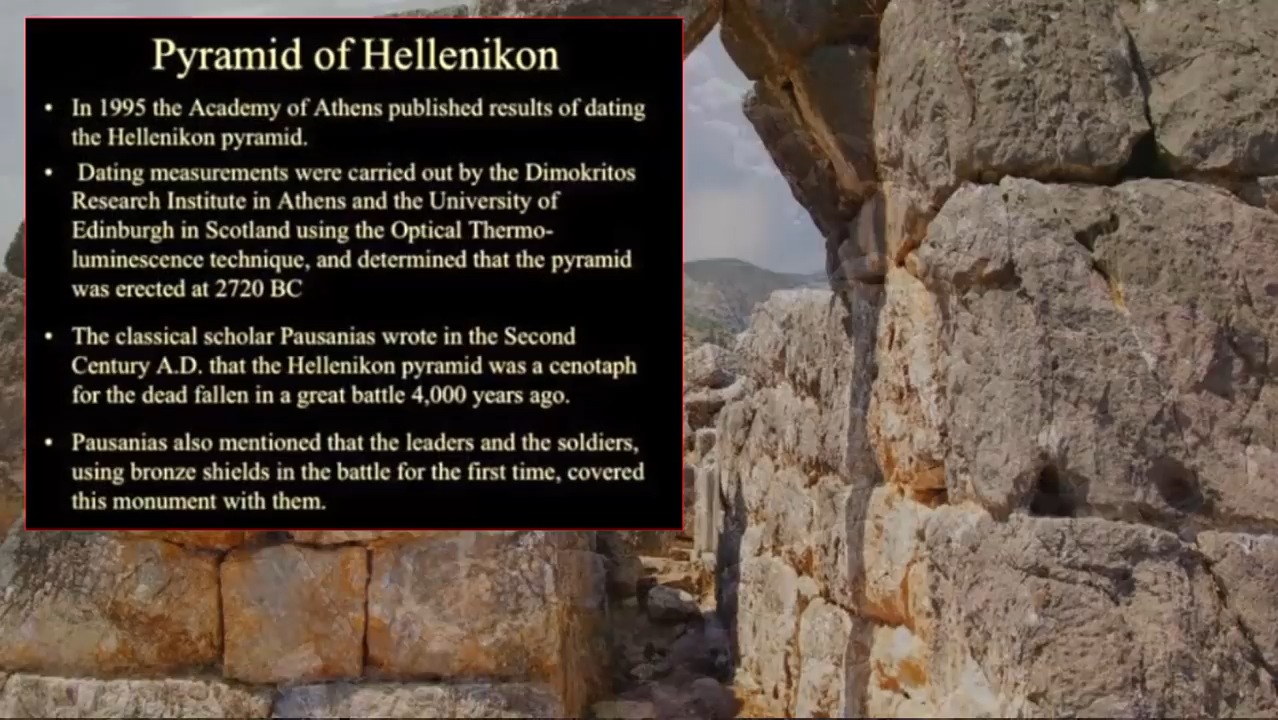 Pyramid of Hellenikon
• In 1995 the Academy of Athens published results of dating
the Hellenikon pyramid.
• Dating measurements were carried out by the Dimokritos
Research Institute in Athens and the University of
Edinburgh in Scotland using the Optical Thermo-
luminescence technique, and determined that the pyramid
was erected at 2720 BC
• The classical scholar Pausanias wrote in the Second
Century A.D. that the Hellenikon pyramid was a cenotaph
for the dead fallen in a great battle 4,000 years ago.
• Pausanias also mentioned that the leaders and the soldiers,
using bronze shields in the battle for the first time, covered
this monument with them.